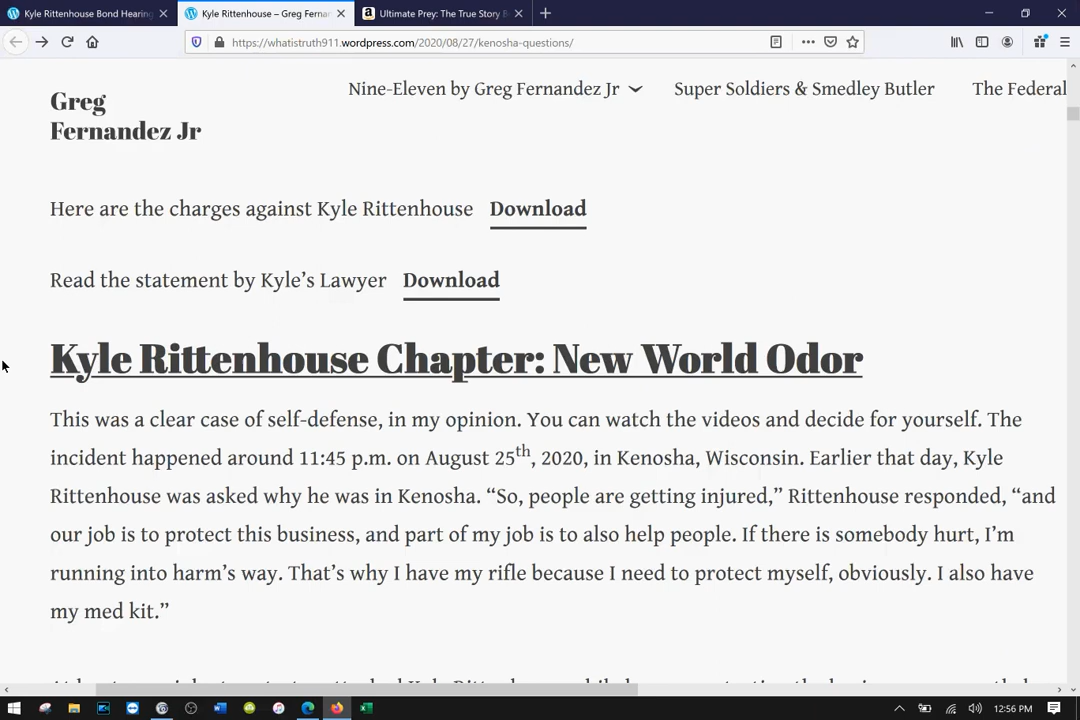 Kyle Rittenhouse Bond Hearing
Kyle Rittenhouse – Greg Fernan
Ultimate Prey: The True Story B
https://whatistruth911.wordpress.com/2020/08/27/kenosha-questions/
Greg
Fernandez Jr
Nine-Eleven by Greg Fernandez Jr
Super Soldiers & Smedley Butler
The Federal
Here are the charges against Kyle Rittenhouse Download
Read the statement by Kyle’s Lawyer Download
Kyle Rittenhouse Chapter: New World Odor
This was a clear case of self-defense, in my opinion. You can watch the videos and decide for yourself. The
incident happened around 11:45 p.m. on August 25th, 2020, in Kenosha, Wisconsin. Earlier that day, Kyle
Rittenhouse was asked why he was in Kenosha. “So, people are getting injured,” Rittenhouse responded, “and
our job is to protect this business, and part of my job is to also help people. If there is somebody hurt, I’m
running into harm’s way. That’s why I have my rifle because I need to protect myself, obviously. I also have
my med kit.”
12:56 PM